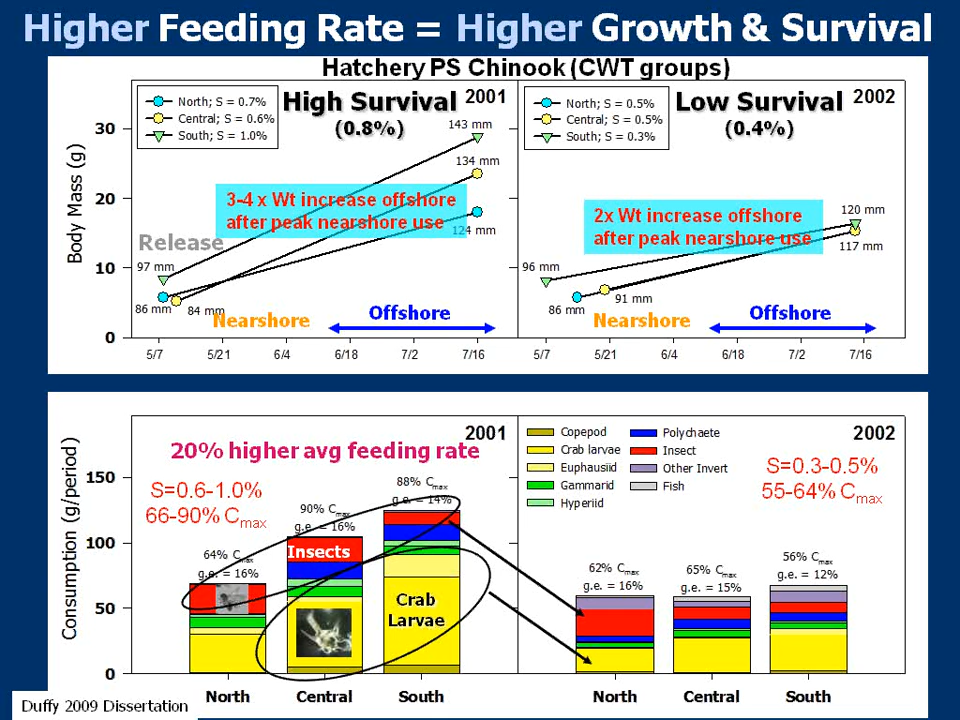 Higher Feeding Rate = Higher Growth & Survival
Hatchery PS Chinook (CWT groups)
North; S = 0.7%
Central; S = 0.6%
South; S = 1.0%
High Survival
(0.8%)
2001
143 mm
134 mm
124 mm
3-4 x Wt increase offshore
after peak nearshore use
Release
97 mm
86 mm
84 mm
Nearshore
Offshore
Body Mass (g)
30
20
10
0
5/7
5/21
6/4
6/18
7/2
7/16
North; S = 0.5%
Central; S = 0.5%
South; S = 0.3%
Low Survival
(0.4%)
2002
2x Wt increase offshore
after peak nearshore use
120 mm
117 mm
96 mm
86 mm
91 mm
Nearshore
Offshore
5/7
5/21
6/4
6/18
7/2
7/16
Consumption (g/period)
150
100
50
0
2001
20% higher avg feeding rate
S=0.6-1.0%
66-90% Cmax
64% Cmax
g.e. = 16%
90% Cmax
g.e. = 16%
88% Cmax
g.e. = 14%
Insects
Crab
Larvae
North
Central
South
Copepod
Crab larvae
Euphausiid
Gammarid
Hyperiid
Polychaete
Insect
Other Invert
Fish
2002
S=0.3-0.5%
55-64% Cmax
62% Cmax
g.e. = 16%
65% Cmax
g.e. = 15%
56% Cmax
g.e. = 12%
North
Central
South
Duffy 2009 Dissertation